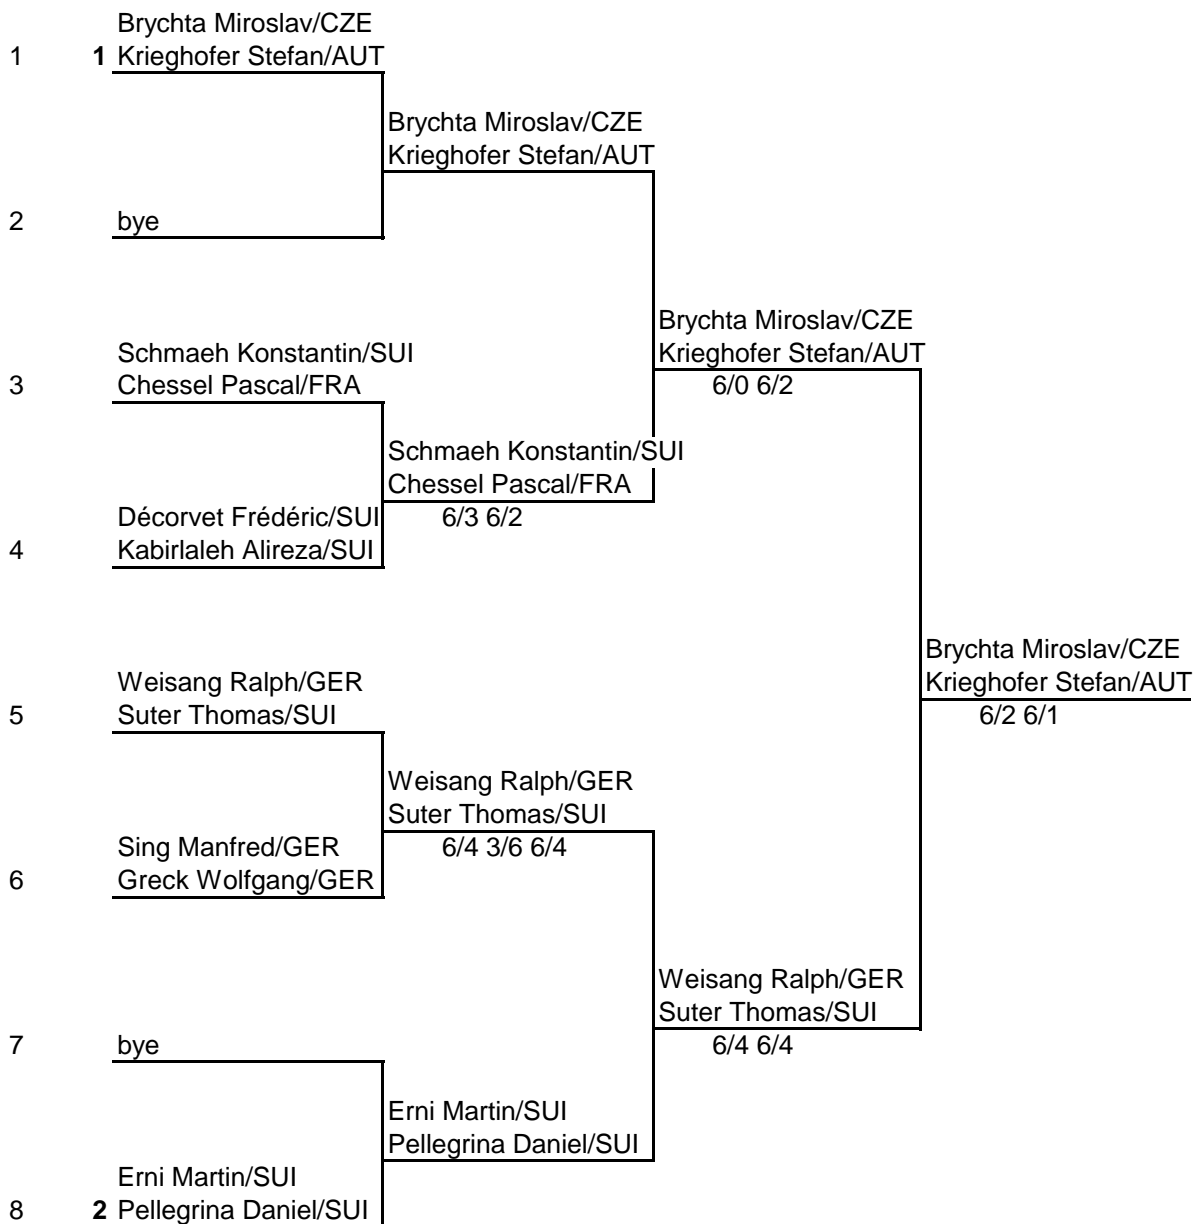 Brychta Miroslav/CZE
1 1 Krieghofer Stefan/AUT
Brychta Miroslav/CZE
Krieghofer Stefan/AUT
2 bye
Brychta Miroslav/CZE
Schmaeh Konstantin/SUI Krieghofer Stefan/AUT
3 Chessel Pascal/FRA 6/0 6/2
Schmaeh Konstantin/SUI
Chessel Pascal/FRA
Décorvet Frédéric/SUI 6/3 6/2
4 Kabirlaleh Alireza/SUI
Brychta Miroslav/CZE
Weisang Ralph/GER Krieghofer Stefan/AUT
5 Suter Thomas/SUI 6/2 6/1
Weisang Ralph/GER
Suter Thomas/SUI
Sing Manfred/GER 6/4 3/6 6/4
6 Greck Wolfgang/GER
Weisang Ralph/GER
Suter Thomas/SUI
7 bye 6/4 6/4
Erni Martin/SUI
Pellegrina Daniel/SUI
Erni Martin/SUI
8 2 Pellegrina Daniel/SUI